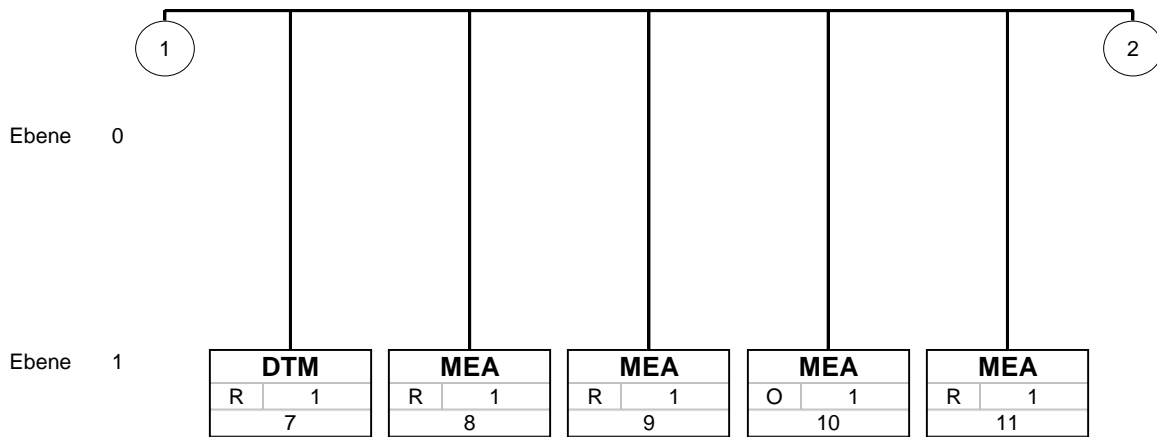 1 2
Ebene 0
Ebene 1
DTM MEA MEA MEA MEA
R 1 R 1 R 1 O 1 R 1
7 8 9 10 11